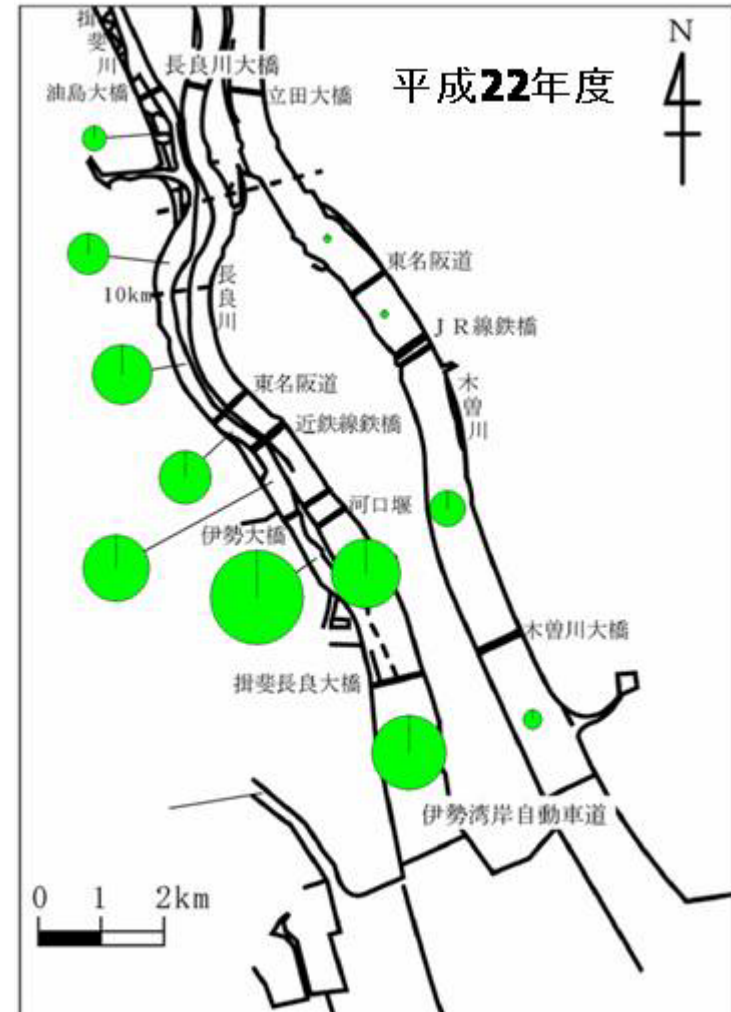 揖斐川
長良川大橋
油島大橋
立田大橋
平成22年度
N
東名阪道
10km
長良川
JR線鉄橋
木曽川
東名阪道
近鉄線鉄橋
河口堰
伊勢大橋
木曽川大橋
揖斐長良大橋
伊勢湾岸自動車道
0 1 2km